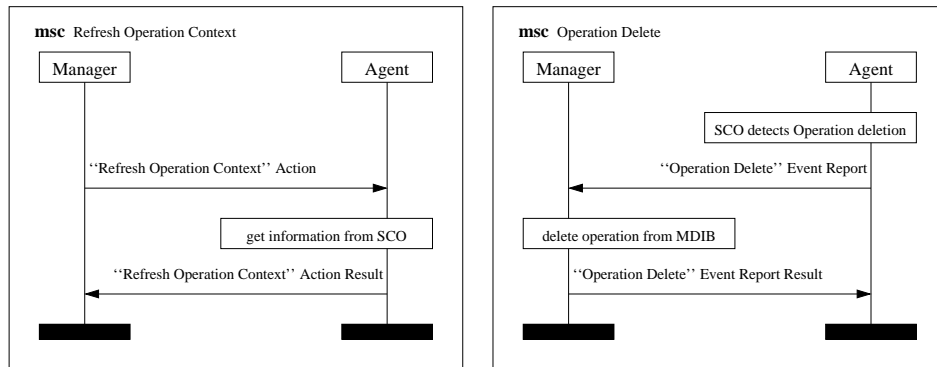 msc Refresh Operation Context
Manager
Agent
‘‘Refresh Operation Context’’ Action
get information from SCO
‘‘Refresh Operation Context’’ Action Result
msc Operation Delete
Manager
Agent
SCO detects Operation deletion
‘‘Operation Delete’’ Event Report
delete operation from MDIB
‘‘Operation Delete’’ Event Report Result